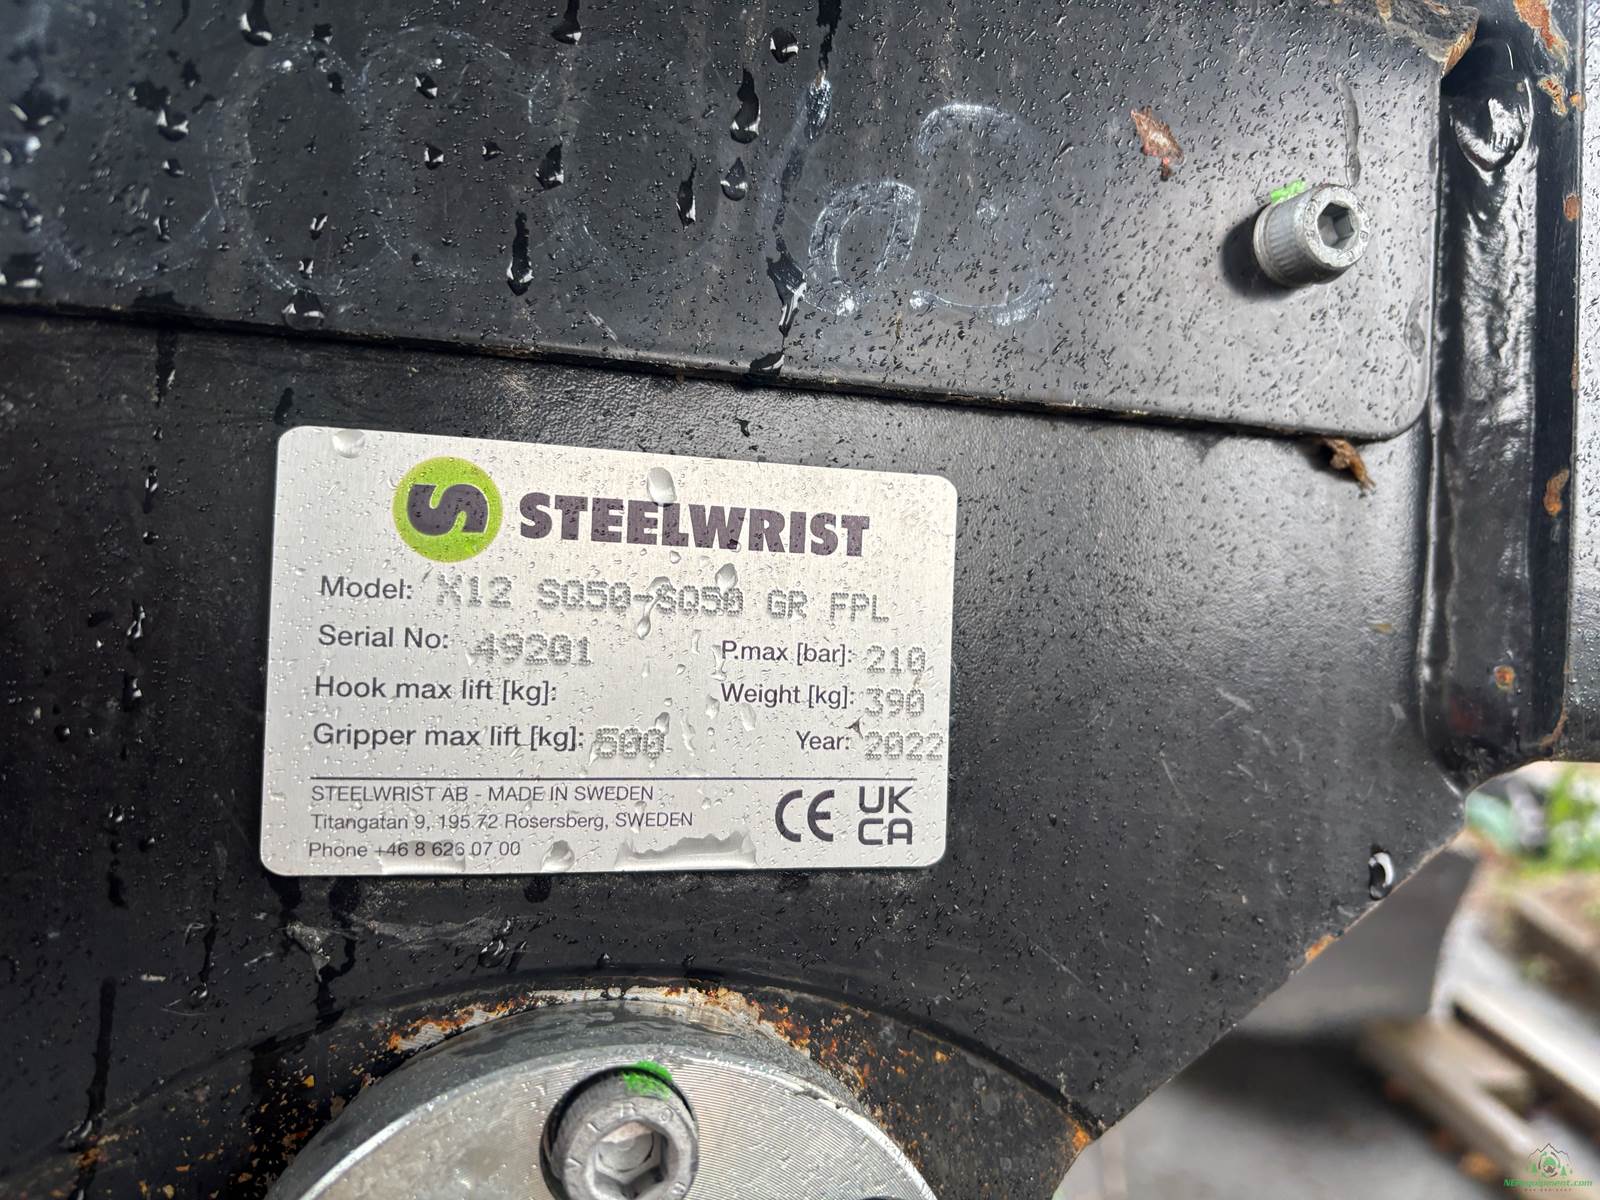 STEELWRIST
Model: X12 SQ50-SQ50 GR FPL
Serial No: 49201
P.max [bar]: 210
Hook max lift [kg]:
Weight [kg]: 390
Gripper max lift [kg]: 500
Year: 2022
STEELWRIST AB - MADE IN SWEDEN
Titangatan 9, 195 72 Rosersberg, SWEDEN
Phone +46 8 626 07 00
CE
UK
CA
NEPequipment.com